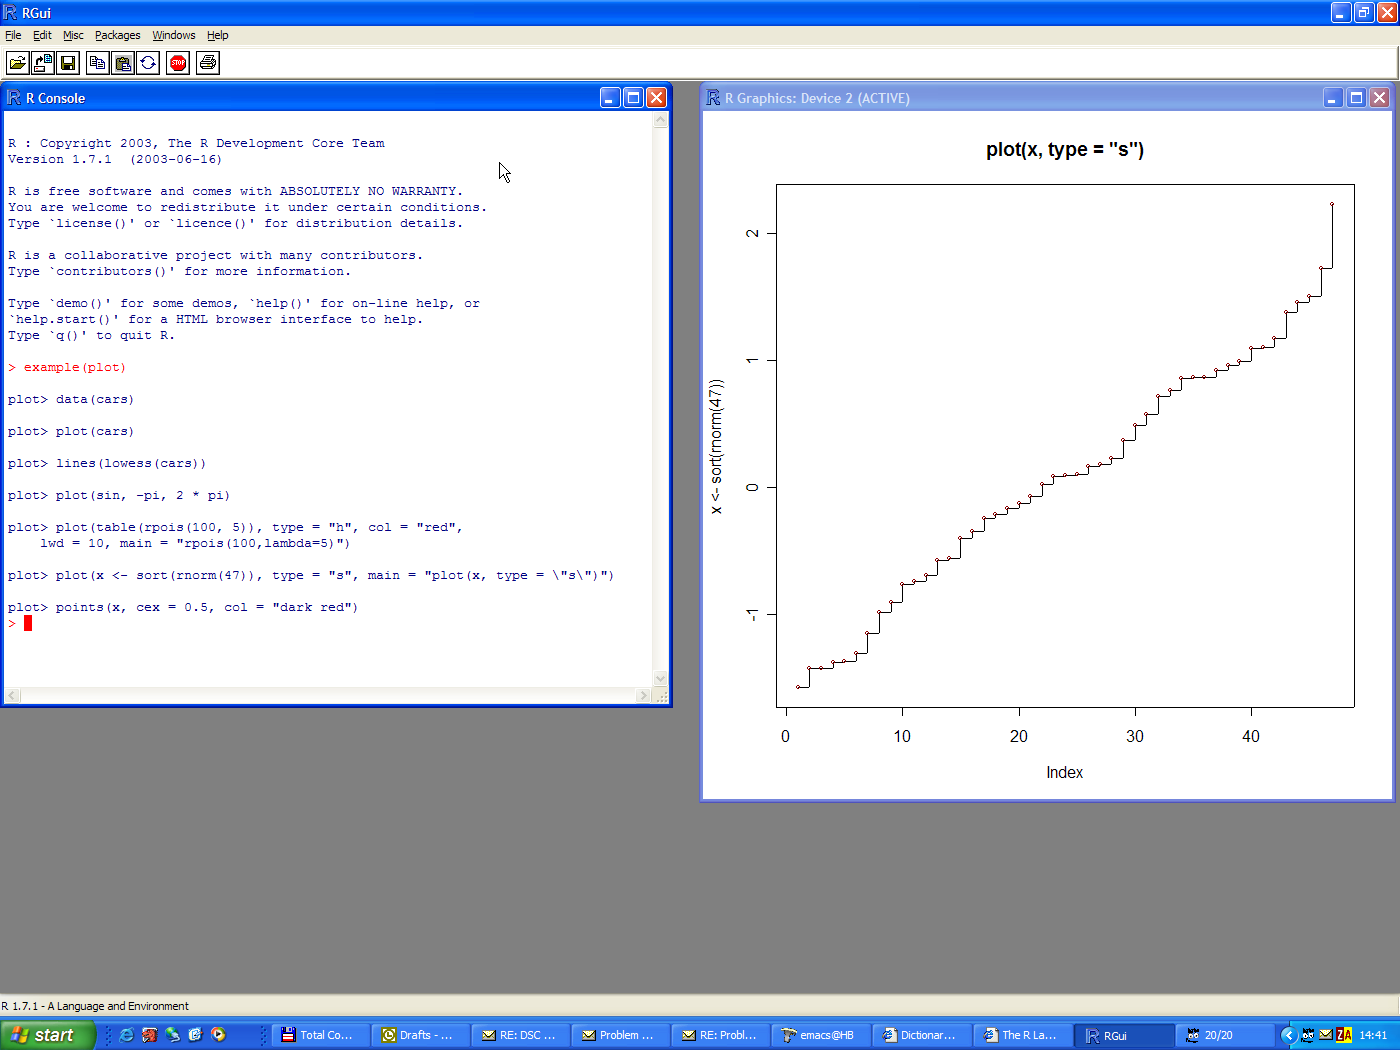 RGui
File Edit Misc Packages Windows Help
STOP
R Console
R : Copyright 2003, The R Development Core Team
Version 1.7.1  (2003-06-16)
R is free software and comes with ABSOLUTELY NO WARRANTY.
You are welcome to redistribute it under certain conditions.
Type `license()' or `licence()' for distribution details.
R is a collaborative project with many contributors.
Type `contributors()' for more information.
Type `demo()' for some demos, `help()' for on-line help, or
`help.start()' for a HTML browser interface to help.
Type `q()' to quit R.
> example(plot)
plot> data(cars)
plot> plot(cars)
plot> lines(lowess(cars))
plot> plot(sin, -pi, 2 * pi)
plot> plot(table(rpois(100, 5)), type = "h", col = "red",
    lwd = 10, main = "rpois(100,lambda=5)")
plot> plot(x <- sort(rnorm(47)), type = "s", main = "plot(x, type = \"s\")")
plot> points(x, cex = 0.5, col = "dark red")
>
R Graphics: Device 2 (ACTIVE)
plot(x, type = "s")
x <- sort(rnorm(47))
2
1
0
-1
0 10 20 30 40
Index
R 1.7.1 - A Language and Environment
start Total Co... Drafts - ... RE: DSC ... Problem ... RE: Probl... emacs@HB Dictionar... The R La... RGui 20/20 ZA 14:41